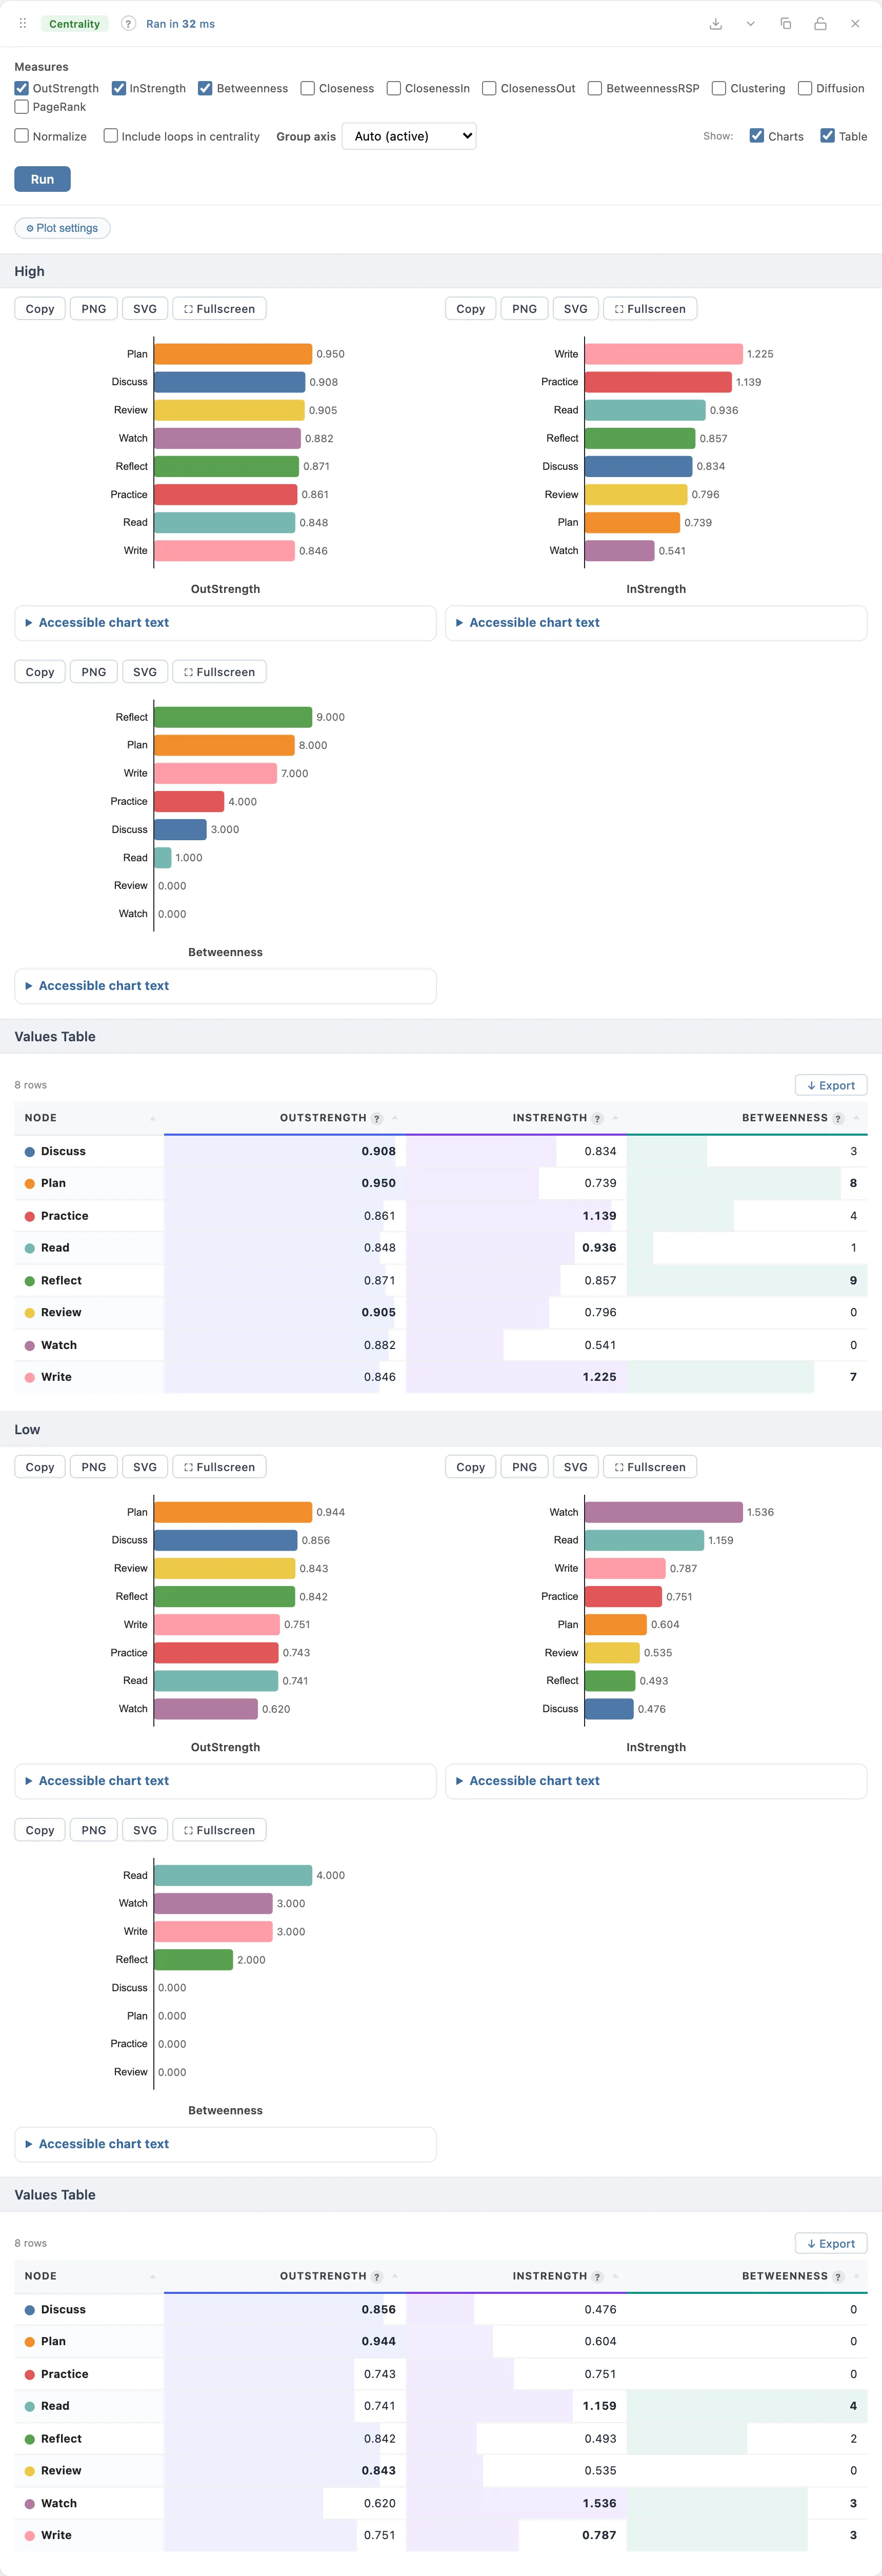 Centrality ? Ran in 32 ms
Measures
OutStrength InStrength Betweenness Closeness ClosenessIn ClosenessOut BetweennessRSP Clustering Diffusion
PageRank
Normalize Include loops in centrality Group axis Auto (active) Show: Charts Table
Run
Plot settings
High
Copy PNG SVG Fullscreen
Plan 0.950
Discuss 0.908
Review 0.905
Watch 0.882
Reflect 0.871
Practice 0.861
Read 0.848
Write 0.846
OutStrength
Accessible chart text
Copy PNG SVG Fullscreen
Write 1.225
Practice 1.139
Read 0.936
Reflect 0.857
Discuss 0.834
Review 0.796
Plan 0.739
Watch 0.541
InStrength
Accessible chart text
Copy PNG SVG Fullscreen
Reflect 9.000
Plan 8.000
Write 7.000
Practice 4.000
Discuss 3.000
Read 1.000
Review 0.000
Watch 0.000
Betweenness
Accessible chart text
Values Table
8 rows ↓ Export
NODE OUTSTRENGTH ? INSTRENGTH ? BETWEENNESS ?
Discuss 0.908 0.834 3
Plan 0.950 0.739 8
Practice 0.861 1.139 4
Read 0.848 0.936 1
Reflect 0.871 0.857 9
Review 0.905 0.796 0
Watch 0.882 0.541 0
Write 0.846 1.225 7
Low
Copy PNG SVG Fullscreen
Plan 0.944
Discuss 0.856
Review 0.843
Reflect 0.842
Write 0.751
Practice 0.743
Read 0.741
Watch 0.620
OutStrength
Accessible chart text
Copy PNG SVG Fullscreen
Watch 1.536
Read 1.159
Write 0.787
Practice 0.751
Plan 0.604
Review 0.535
Reflect 0.493
Discuss 0.476
InStrength
Accessible chart text
Copy PNG SVG Fullscreen
Read 4.000
Watch 3.000
Write 3.000
Reflect 2.000
Discuss 0.000
Plan 0.000
Practice 0.000
Review 0.000
Betweenness
Accessible chart text
Values Table
8 rows ↓ Export
NODE OUTSTRENGTH ? INSTRENGTH ? BETWEENNESS ?
Discuss 0.856 0.476 0
Plan 0.944 0.604 0
Practice 0.743 0.751 0
Read 0.741 1.159 4
Reflect 0.842 0.493 2
Review 0.843 0.535 0
Watch 0.620 1.536 3
Write 0.751 0.787 3